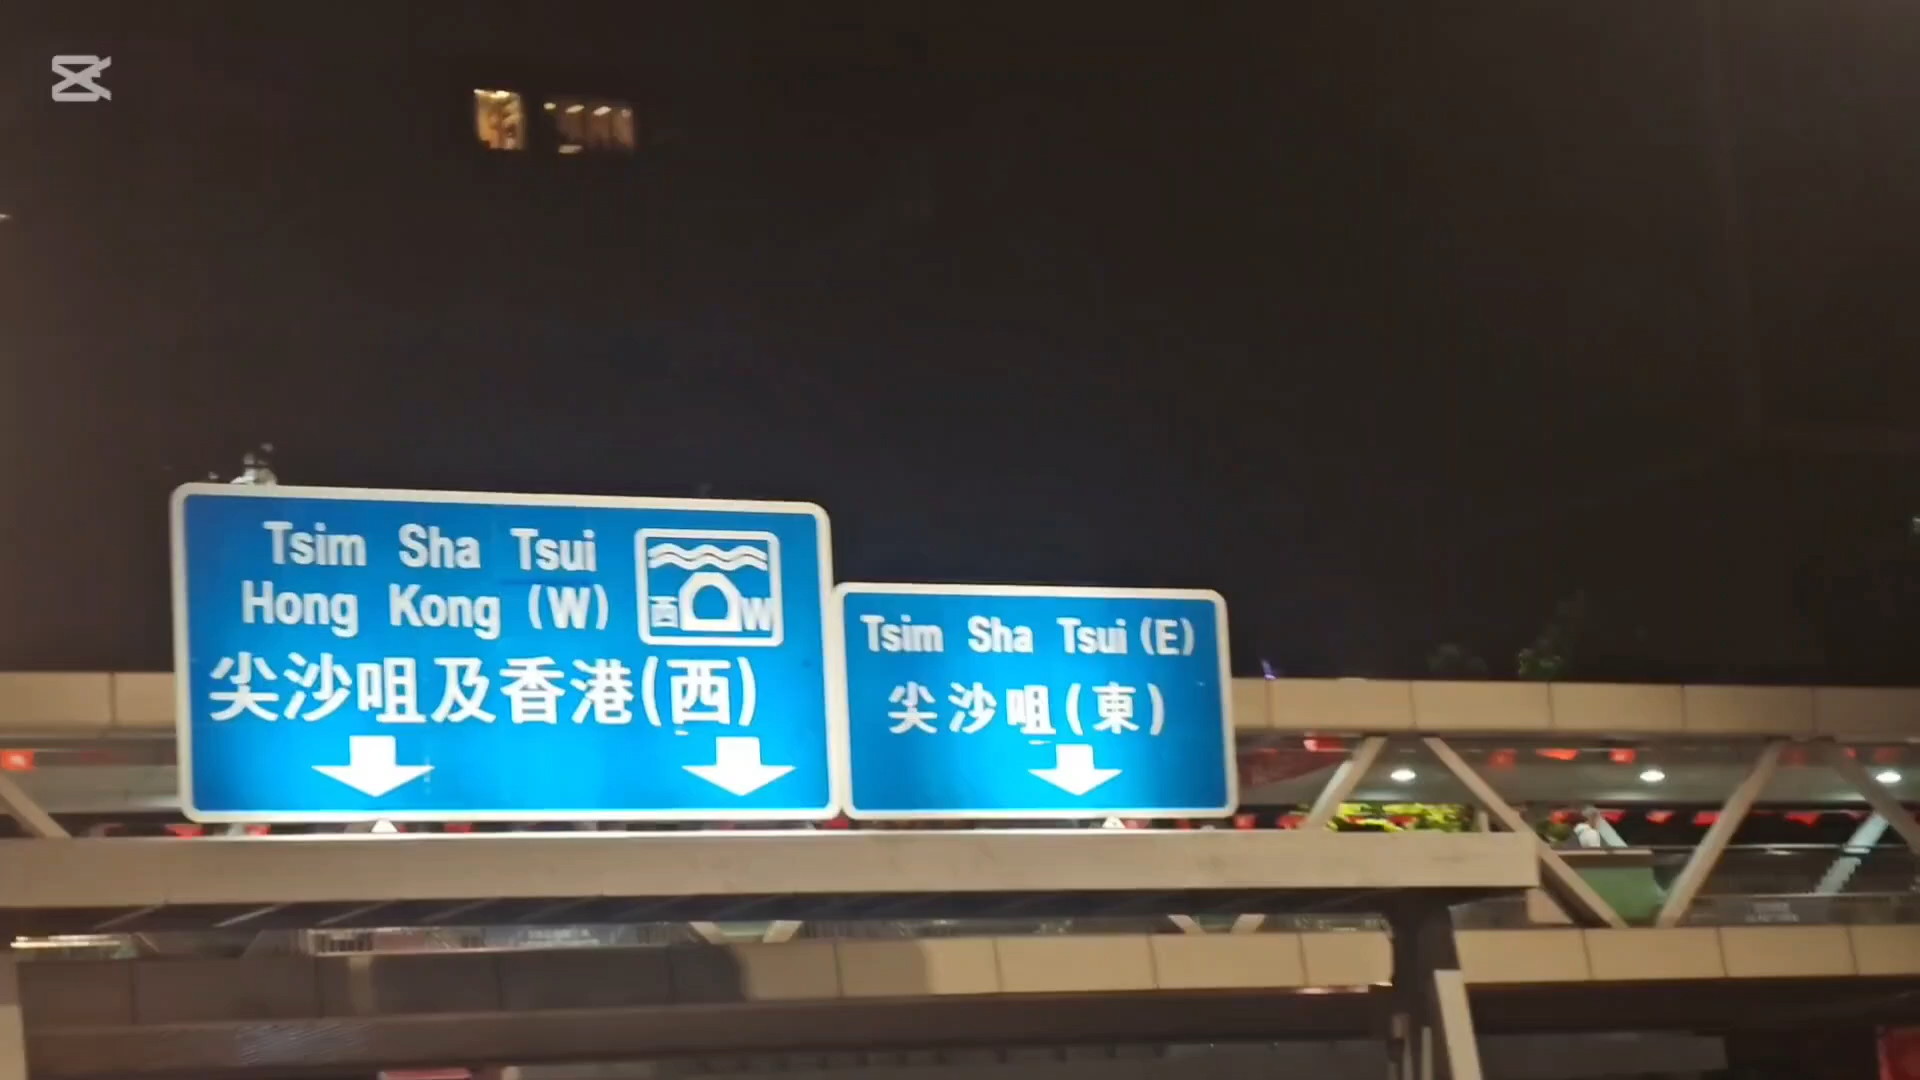 Tsim Sha Tsui
Hong Kong (W)
西 W
尖沙咀及香港(西)
Tsim Sha Tsui (E)
尖沙咀(東)